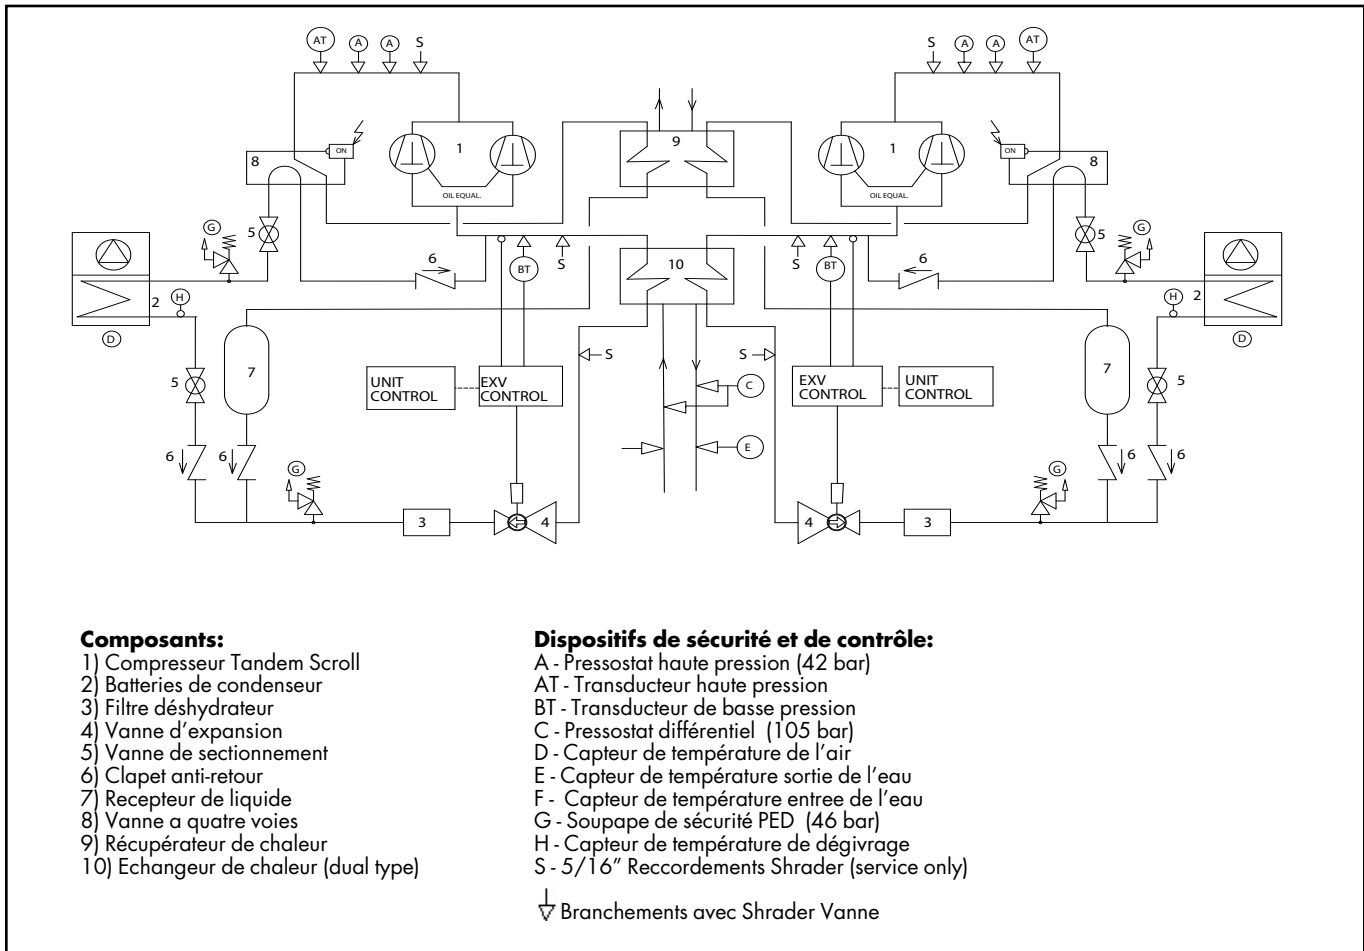 AT A A S S A A AT
ON 1 9 1 ON
8 8
OIL EQUAL. OIL EQUAL.
G 5 5 G
S S
BT 6 10 BT 6
2 H H 2
D D
S S
5 7 7 5
UNIT CONTROL EXV CONTROL C EXV CONTROL UNIT CONTROL
6 6 E 6 6
G G
3 4 4 3
Composants:
1) Compresseur Tandem Scroll
2) Batteries de condenseur
3) Filtre déshydrateur
4) Vanne d’expansion
5) Vanne de sectionnement
6) Clapet anti-retour
7) Recepteur de liquide
8) Vanne a quatre voies
9) Récupérateur de chaleur
10) Echangeur de chaleur (dual type)
Dispositifs de sécurité et de contrôle:
A - Pressostat haute pression (42 bar)
AT - Transducteur haute pression
BT - Transducteur de basse pression
C - Pressostat différentiel (105 bar)
D - Capteur de température de l’air
E - Capteur de température sortie de l’eau
F - Capteur de température entree de l’eau
G - Soupape de sécurité PED (46 bar)
H - Capteur de température de dégivrage
S - 5/16” Reccordements Shrader (service only)
Branchements avec Shrader Vanne